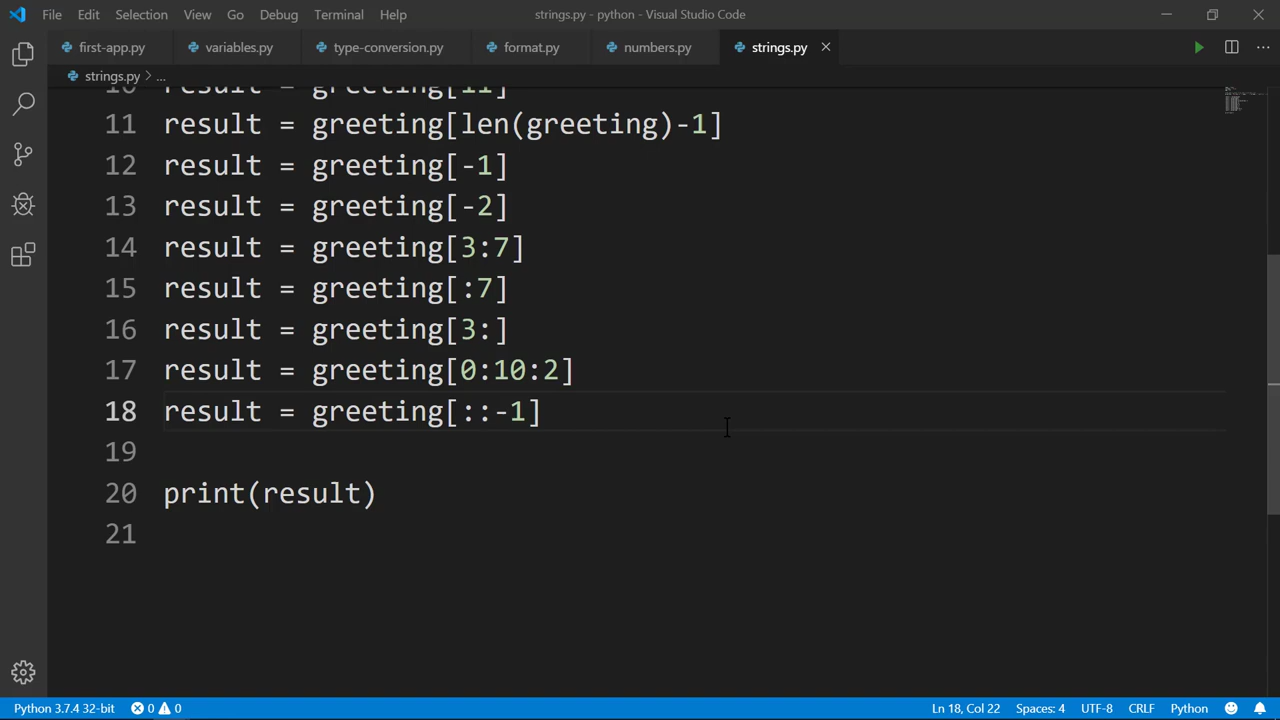 File Edit Selection View Go Debug Terminal Help strings.py - python - Visual Studio Code
first-app.py variables.py type-conversion.py format.py numbers.py strings.py
strings.py > ...
10 result = greeting[11]
11 result = greeting[len(greeting)-1]
12 result = greeting[-1]
13 result = greeting[-2]
14 result = greeting[3:7]
15 result = greeting[:7]
16 result = greeting[3:]
17 result = greeting[0:10:2]
18 result = greeting[::-1]
19
20 print(result)
21
Python 3.7.4 32-bit 0 0 Ln 18, Col 22 Spaces: 4 UTF-8 CRLF Python